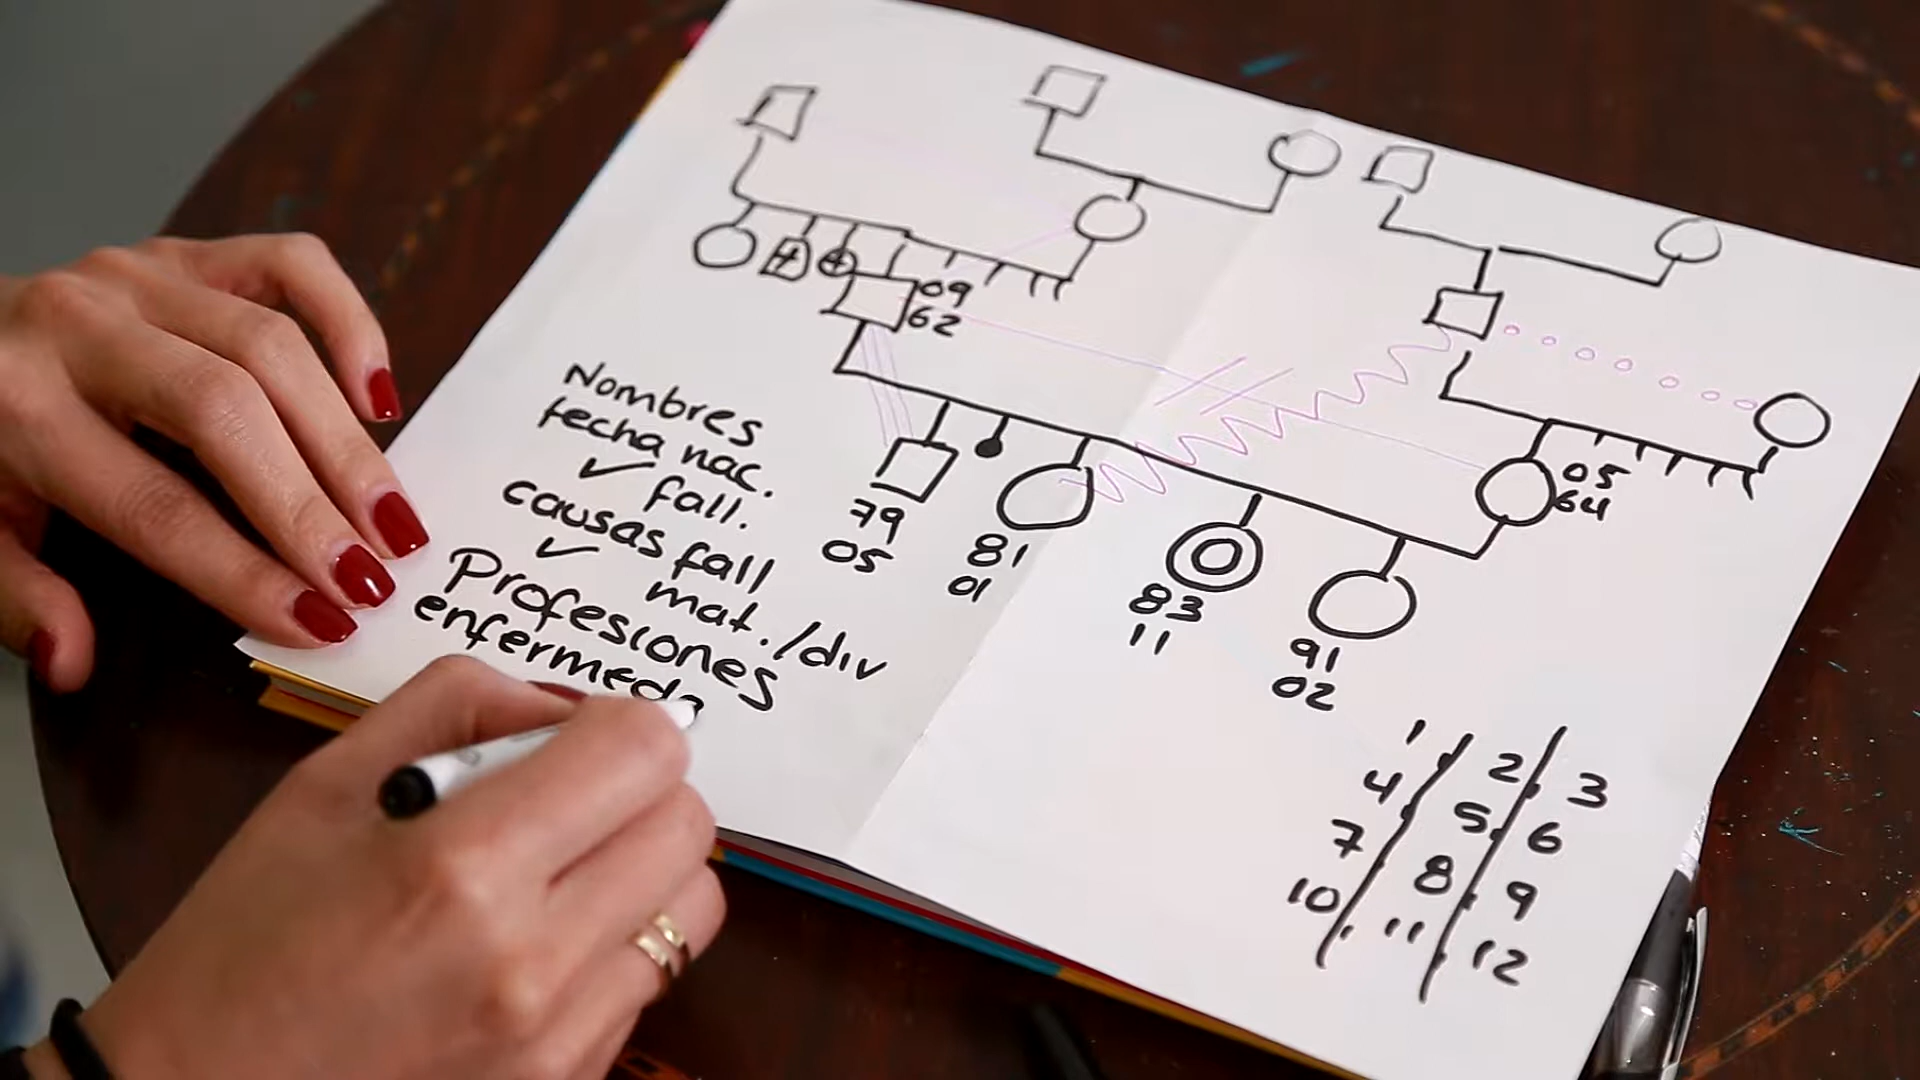 09
62
05
64
Nombres
fecha nac.
✓ fall.
causas fall
✓ mat./div
Profesiones
enfermeda
79
05
81
01
83
11
91
02
1 2 3
4 5 6
7 8 9
10 11 12